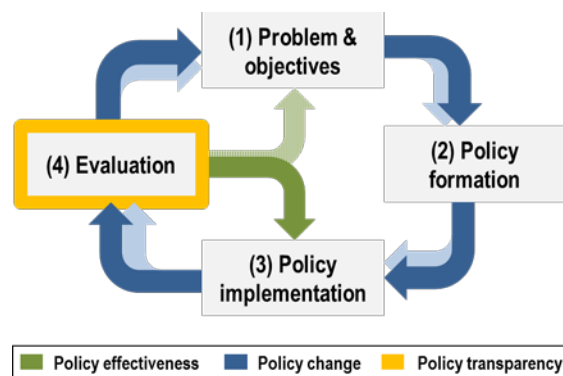 (1) Problem &
objectives
(2) Policy
formation
(3) Policy
implementation
(4) Evaluation
Policy effectiveness
Policy change
Policy transparency